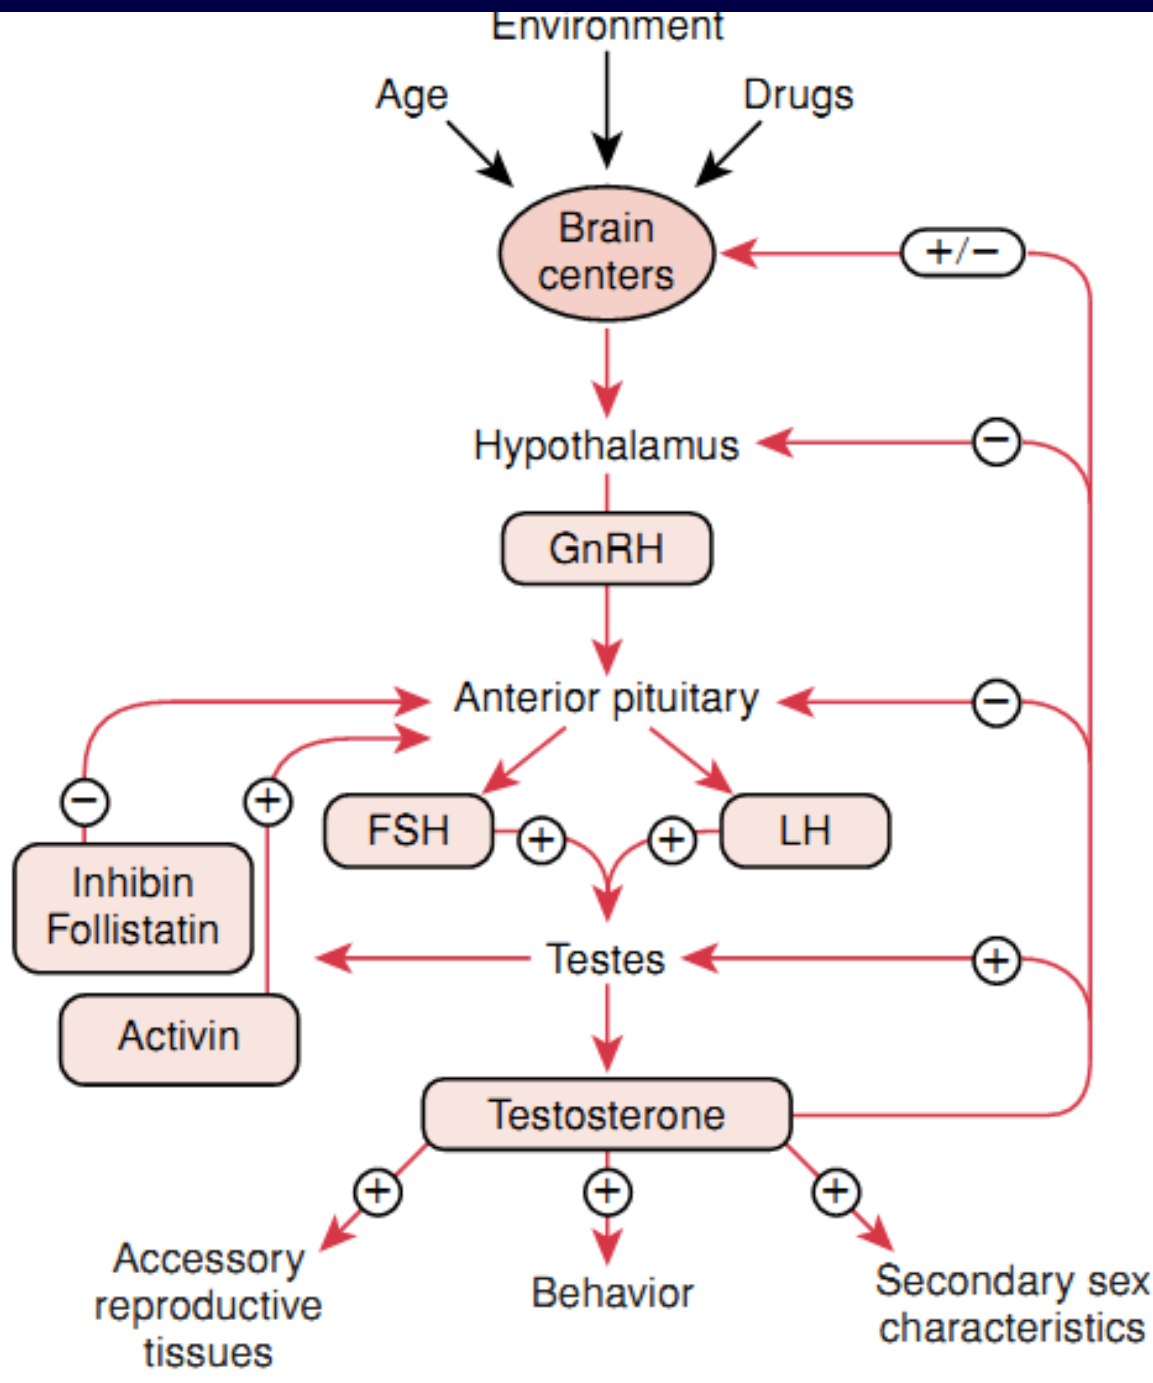 Environment
Age
Drugs
Brain
centers
+/−
Hypothalamus
−
GnRH
Anterior pituitary
−
−
+
FSH
+
+
LH
Inhibin
Follistatin
Testes
+
Activin
Testosterone
+
+
+
Accessory
reproductive
tissues
Behavior
Secondary sex
characteristics